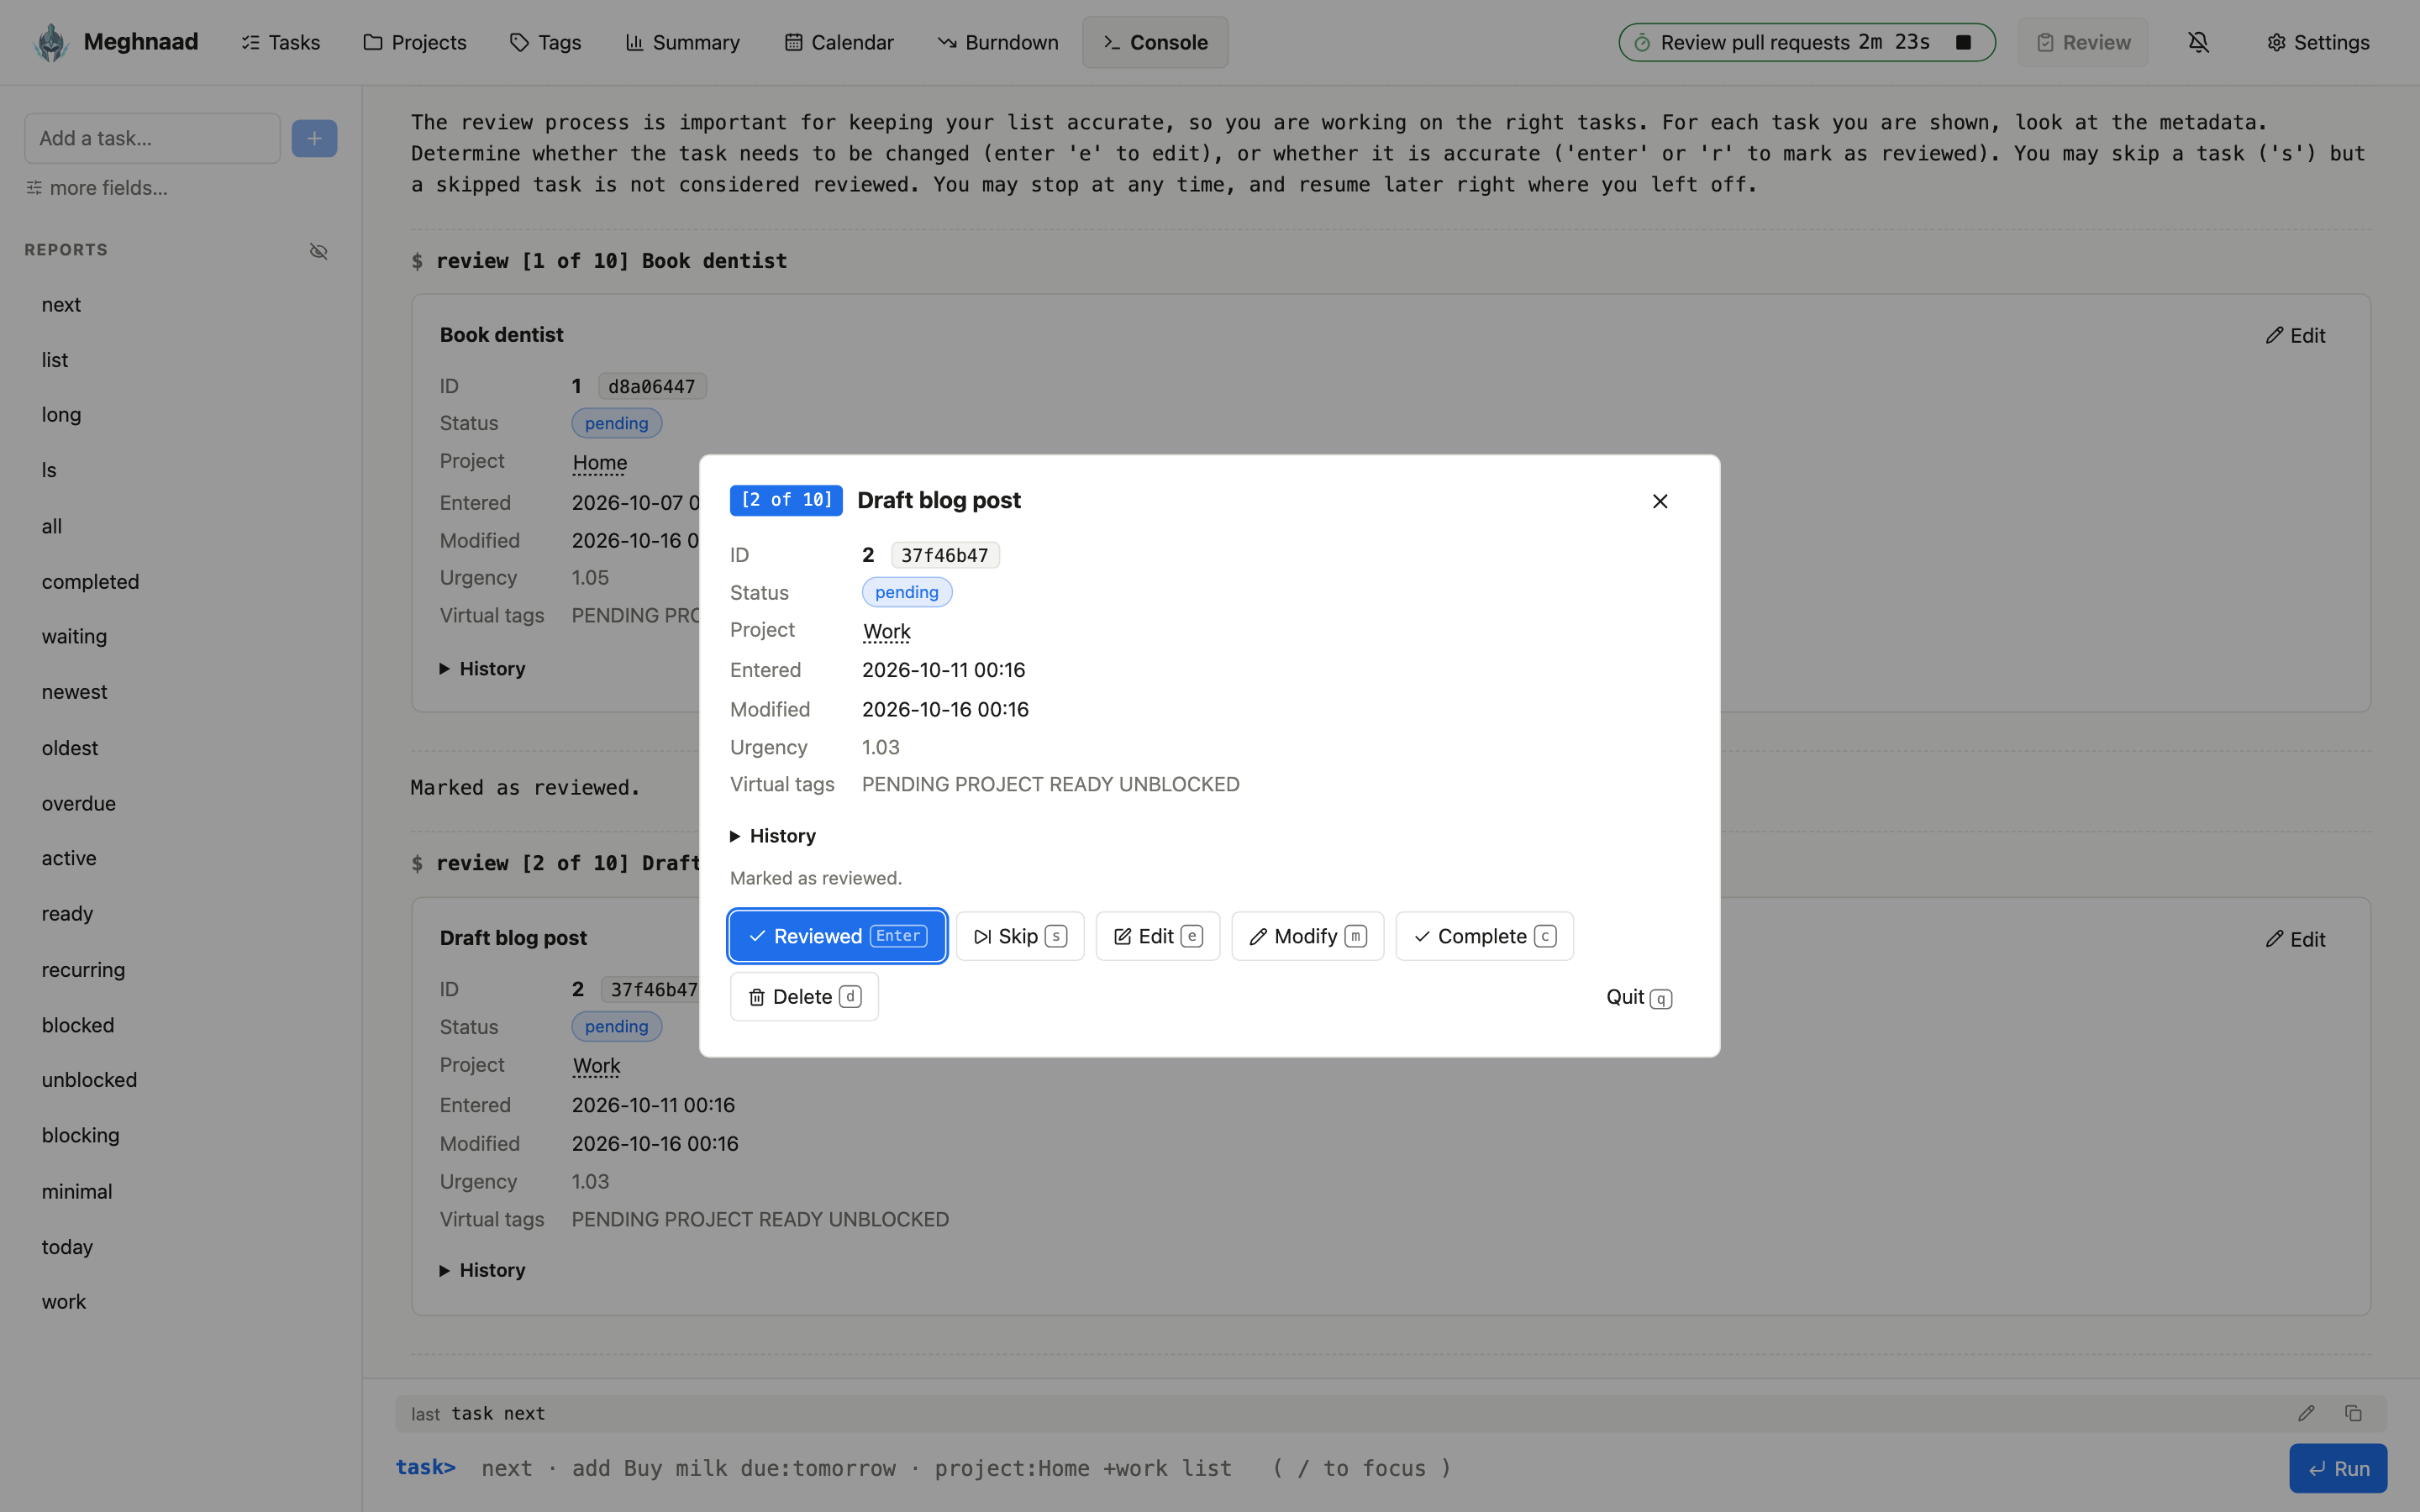 Meghnaad
Tasks
Projects
Tags
Summary
Calendar
Burndown
Console
Review pull requests 2m 23s
Review
Settings
Add a task...
+
more fields...
REPORTS
next
list
long
ls
all
completed
waiting
newest
oldest
overdue
active
ready
recurring
blocked
unblocked
blocking
minimal
today
work
The review process is important for keeping your list accurate, so you are working on the right tasks. For each task you are shown, look at the metadata.
Determine whether the task needs to be changed (enter 'e' to edit), or whether it is accurate ('enter' or 'r' to mark as reviewed). You may skip a task ('s') but
a skipped task is not considered reviewed. You may stop at any time, and resume later right where you left off.
$ review [1 of 10] Book dentist
Book dentist
Edit
ID 1 d8a06447
Status pending
Project Home
Entered 2026-10-07 0
Modified 2026-10-16 0
Urgency 1.05
Virtual tags PENDING PRO
History
Marked as reviewed.
$ review [2 of 10] Draft
Draft blog post
Edit
ID 2 37f46b47
Status pending
Project Work
Entered 2026-10-11 00:16
Modified 2026-10-16 00:16
Urgency 1.03
Virtual tags PENDING PROJECT READY UNBLOCKED
History
[2 of 10] Draft blog post
ID 2 37f46b47
Status pending
Project Work
Entered 2026-10-11 00:16
Modified 2026-10-16 00:16
Urgency 1.03
Virtual tags PENDING PROJECT READY UNBLOCKED
History
Marked as reviewed.
Reviewed Enter
Skip s
Edit e
Modify m
Complete c
Delete d
Quit q
last task next
task> next · add Buy milk due:tomorrow · project:Home +work list ( / to focus )
Run